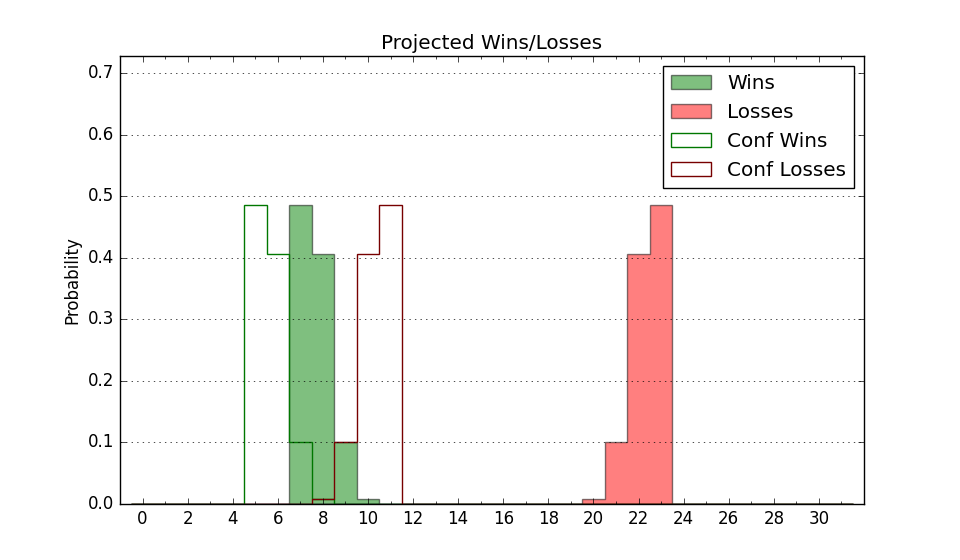 Projected Wins/Losses
0.7
0.6
0.5
0.4
0.3
0.2
0.1
0.0
Probability
Wins
Losses
Conf Wins
Conf Losses
0 2 4 6 8 10 12 14 16 18 20 22 24 26 28 30